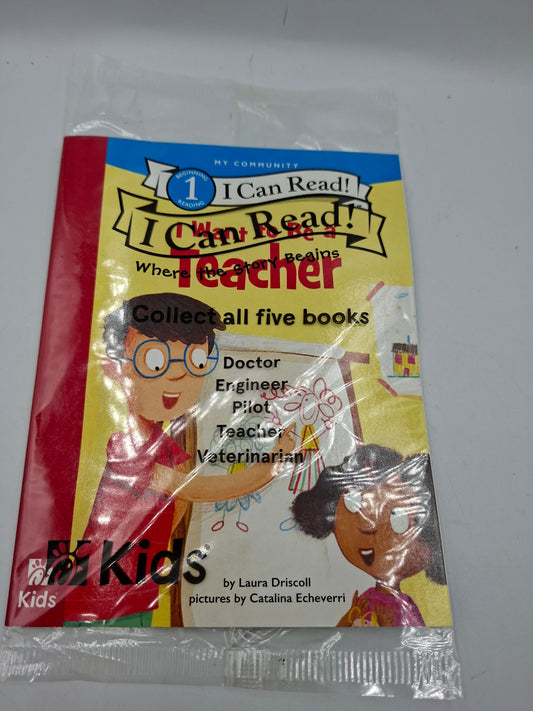 MY COMMUNITY
BEGINNING
READING
1
I Can Read!
I Can Read!
I Want to Be a
Where the Story Begins
Teacher
Collect all five books
Doctor
Engineer
Pilot
Teacher
Veterinarian
Kids
Kids
by Laura Driscoll
pictures by Catalina Echeverri